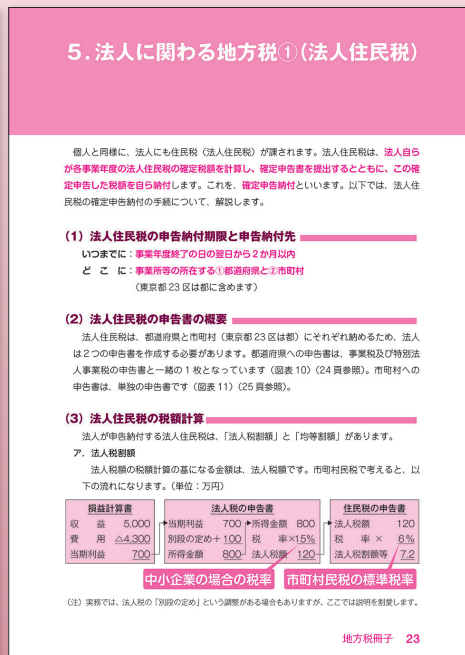 5.法人に関わる地方税①(法人住民税)
個人と同様に、法人にも住民税（法人住民税）が課されます。法人住民税は、法人自ら
が各事業年度の法人住民税の確定税額を計算し、確定申告書を提出するとともに、この確
定申告した税額を自ら納付します。これを、確定申告納付といいます。以下では、法人住
民税の確定申告納付の手続について、解説します。
(1) 法人住民税の申告納付期限と申告納付先
いつまでに：事業年度終了の日の翌日から２か月以内
ど こ に：事業所等の所在する①都道府県と②市町村
（東京都 23 区は都に含めます）
(2) 法人住民税の申告書の概要
法人住民税は、都道府県と市町村（東京都 23 区は都）にそれぞれ納めるため、法人
は２つの申告書を作成する必要があります。都道府県への申告書は、事業税及び特別法
人事業税の申告書と一緒の１枚となっています（図表 10）（24 頁参照）。市町村への
申告書は、単独の申告書です（図表 11）（25 頁参照）。
(3) 法人住民税の税額計算
法人が申告納付する法人住民税は、「法人税割額」と「均等割額」があります。
ア．法人税割額
法人税額の税額計算の基になる金額は、法人税額です。市町村民税で考えると、以
下の流れになります。（単位：万円）
損益計算書 法人税の申告書 住民税の申告書
収 益 5,000 当期利益 700 所得金額 800 法人税額 120
費 用 △4,300 別段の定め＋ 100 税 率×15% 税 率× 6%
当期利益 700 所得金額 800 法人税額 120 法人税割額等 7.2
中小企業の場合の税率 市町村民税の標準税率
（注）実務では、法人税の「別段の定め」という調整がある場合もありますが、ここでは説明を割愛します。
地方税冊子 23